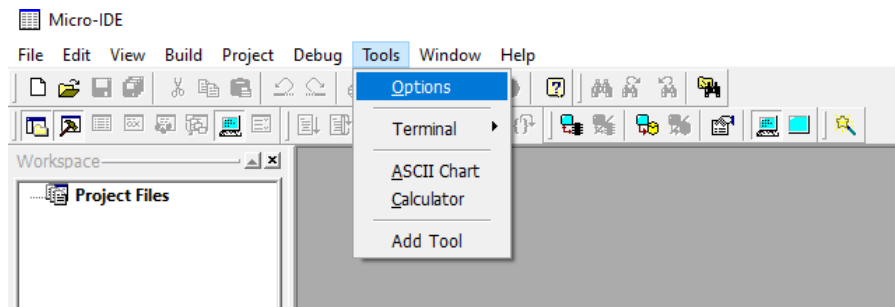 Micro-IDE
File Edit View Build Project Debug Tools Window Help
Options
Terminal
Workspace
ASCII Chart
Project Files
Calculator
Add Tool